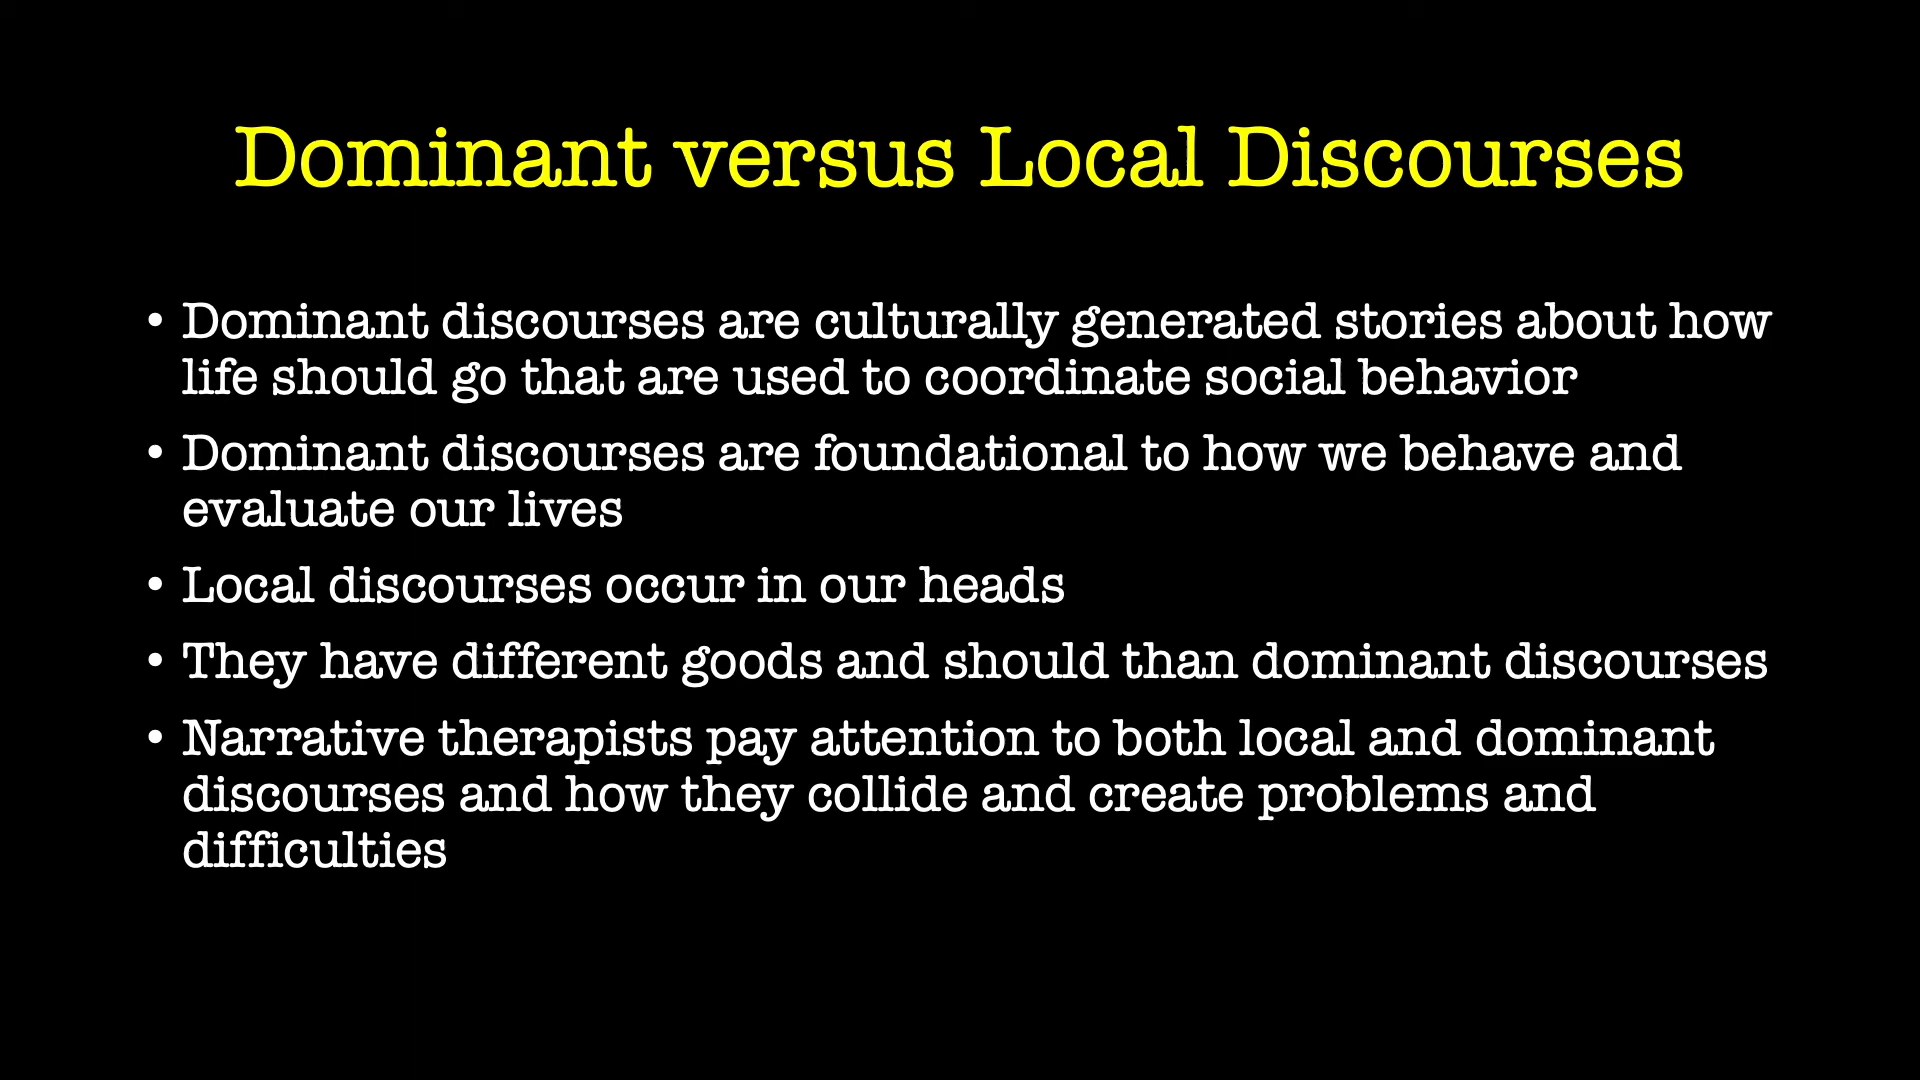 Dominant versus Local Discourses
• Dominant discourses are culturally generated stories about how
life should go that are used to coordinate social behavior
• Dominant discourses are foundational to how we behave and
evaluate our lives
• Local discourses occur in our heads
• They have different goods and should than dominant discourses
• Narrative therapists pay attention to both local and dominant
discourses and how they collide and create problems and
difficulties